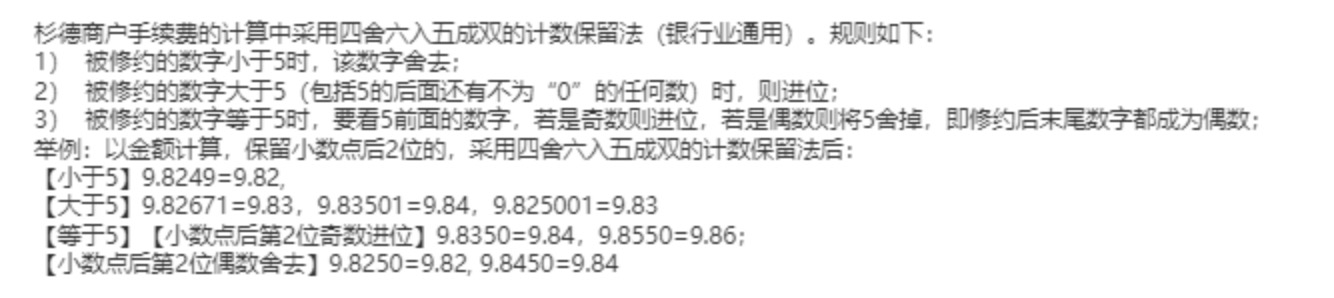 杉德商户手续费的计算中采用四舍六入五成双的计数保留法（银行业通用）。规则如下：
1） 被修约的数字小于5时，该数字舍去；
2） 被修约的数字大于5（包括5的后面还有不为“0”的任何数）时，则进位；
3） 被修约的数字等于5时，要看5前面的数字，若是奇数则进位，若是偶数则将5舍掉，即修约后末尾数字都成为偶数；
举例：以金额计算，保留小数点后2位的，采用四舍六入五成双的计数保留法后：
【小于5】9.8249=9.82,
【大于5】9.82671=9.83，9.83501=9.84，9.825001=9.83
【等于5】【小数点后第2位奇数进位】9.8350=9.84，9.8550=9.86；
【小数点后第2位偶数舍去】9.8250=9.82, 9.8450=9.84